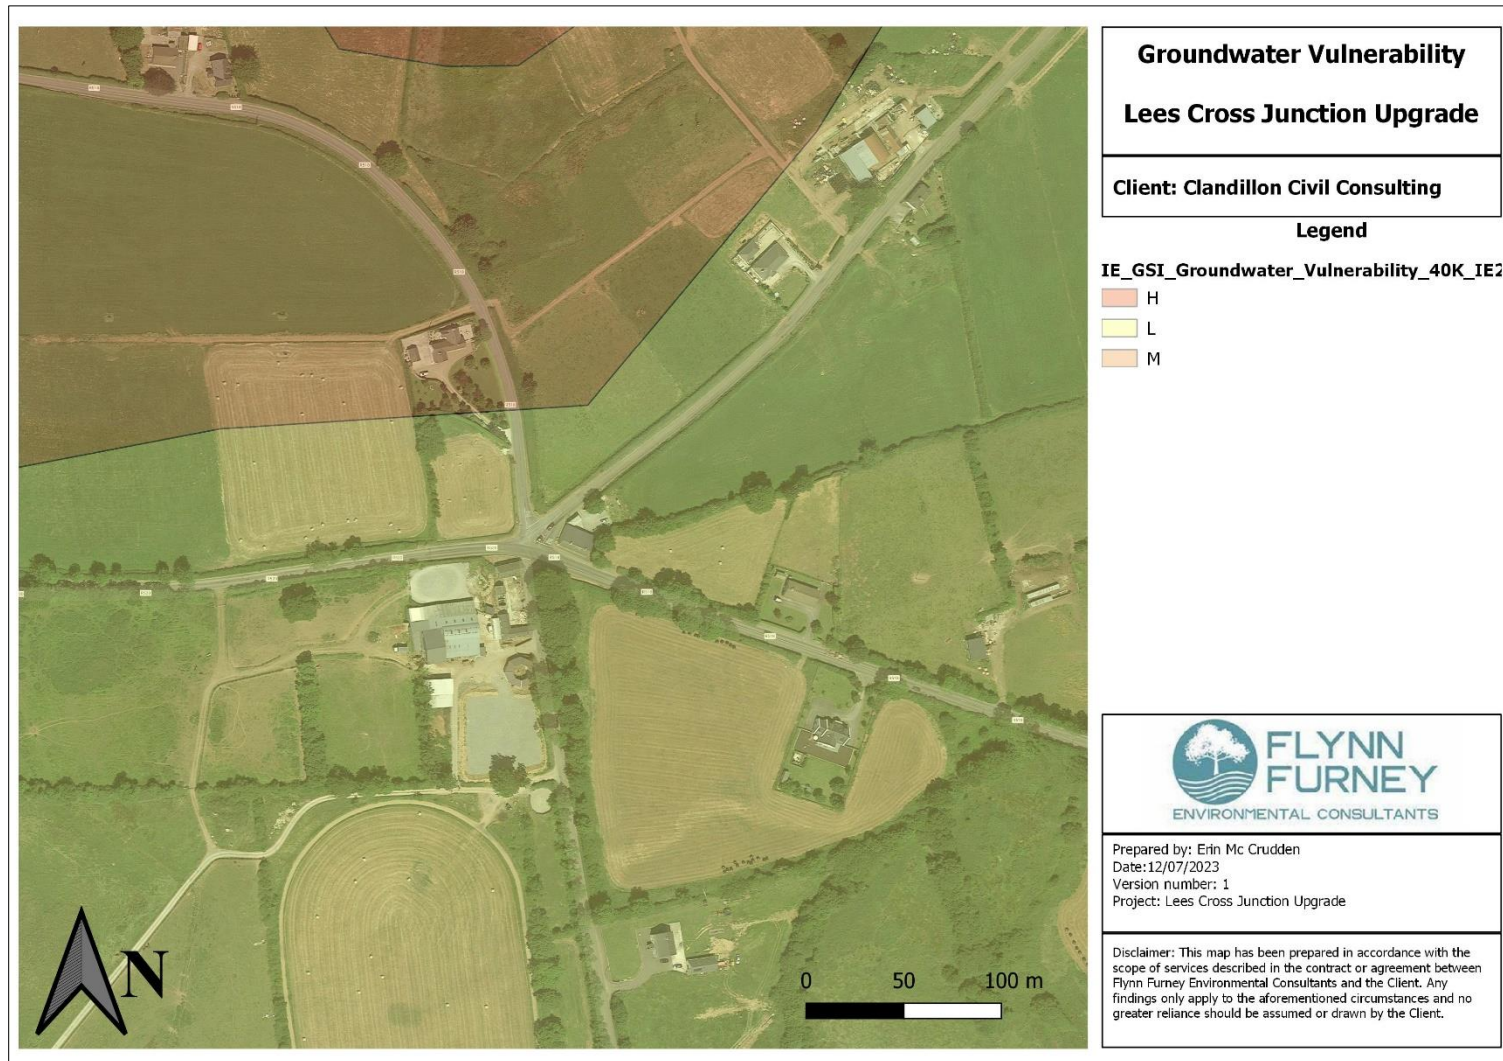 Groundwater Vulnerability
Lees Cross Junction Upgrade
Client: Clandillon Civil Consulting
Legend
IE_GSI_Groundwater_Vulnerability_40K_IE2
H
L
M
FLYNN
FURNEY
ENVIRONMENTAL CONSULTANTS
Prepared by: Erin Mc Crudden
Date:12/07/2023
Version number: 1
Project: Lees Cross Junction Upgrade
Disclaimer: This map has been prepared in accordance with the
scope of services described in the contract or agreement between
Flynn Furney Environmental Consultants and the Client. Any
findings only apply to the aforementioned circumstances and no
greater reliance should be assumed or drawn by the Client.
N
0 50 100 m